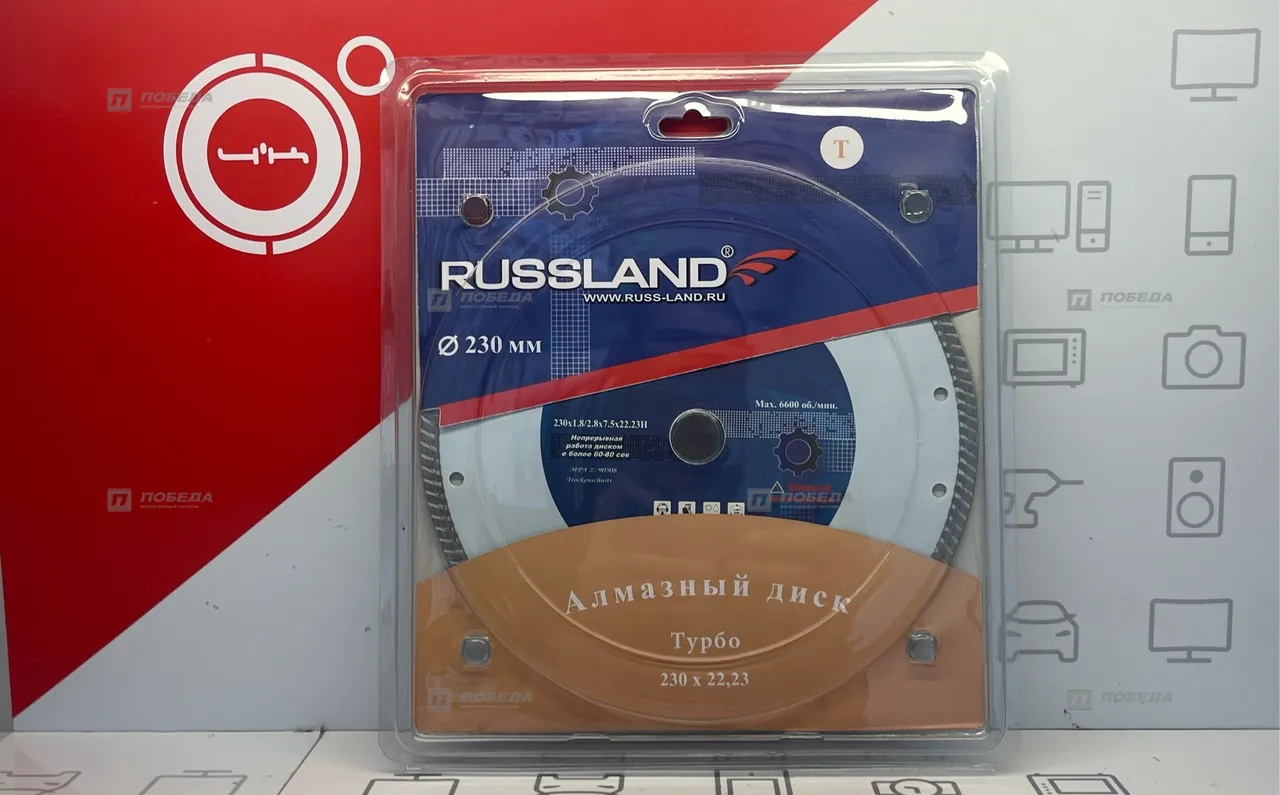 T
RUSSLAND®
WWW.RUSS-LAND.RU
Ø 230 мм
Max. 6600 об./мин.
230x1.8/2.8x7.5x22.23H
Непрерывная
работа диском
е более 60-80 сек
Trockenschnitt
Алмазный диск
Турбо
230 x 22,23
ПОБЕДА
ПОБЕДА
ПОБЕДА
ПОБЕДА
ПОБЕДА
ПОБЕДА
ПОБЕДА